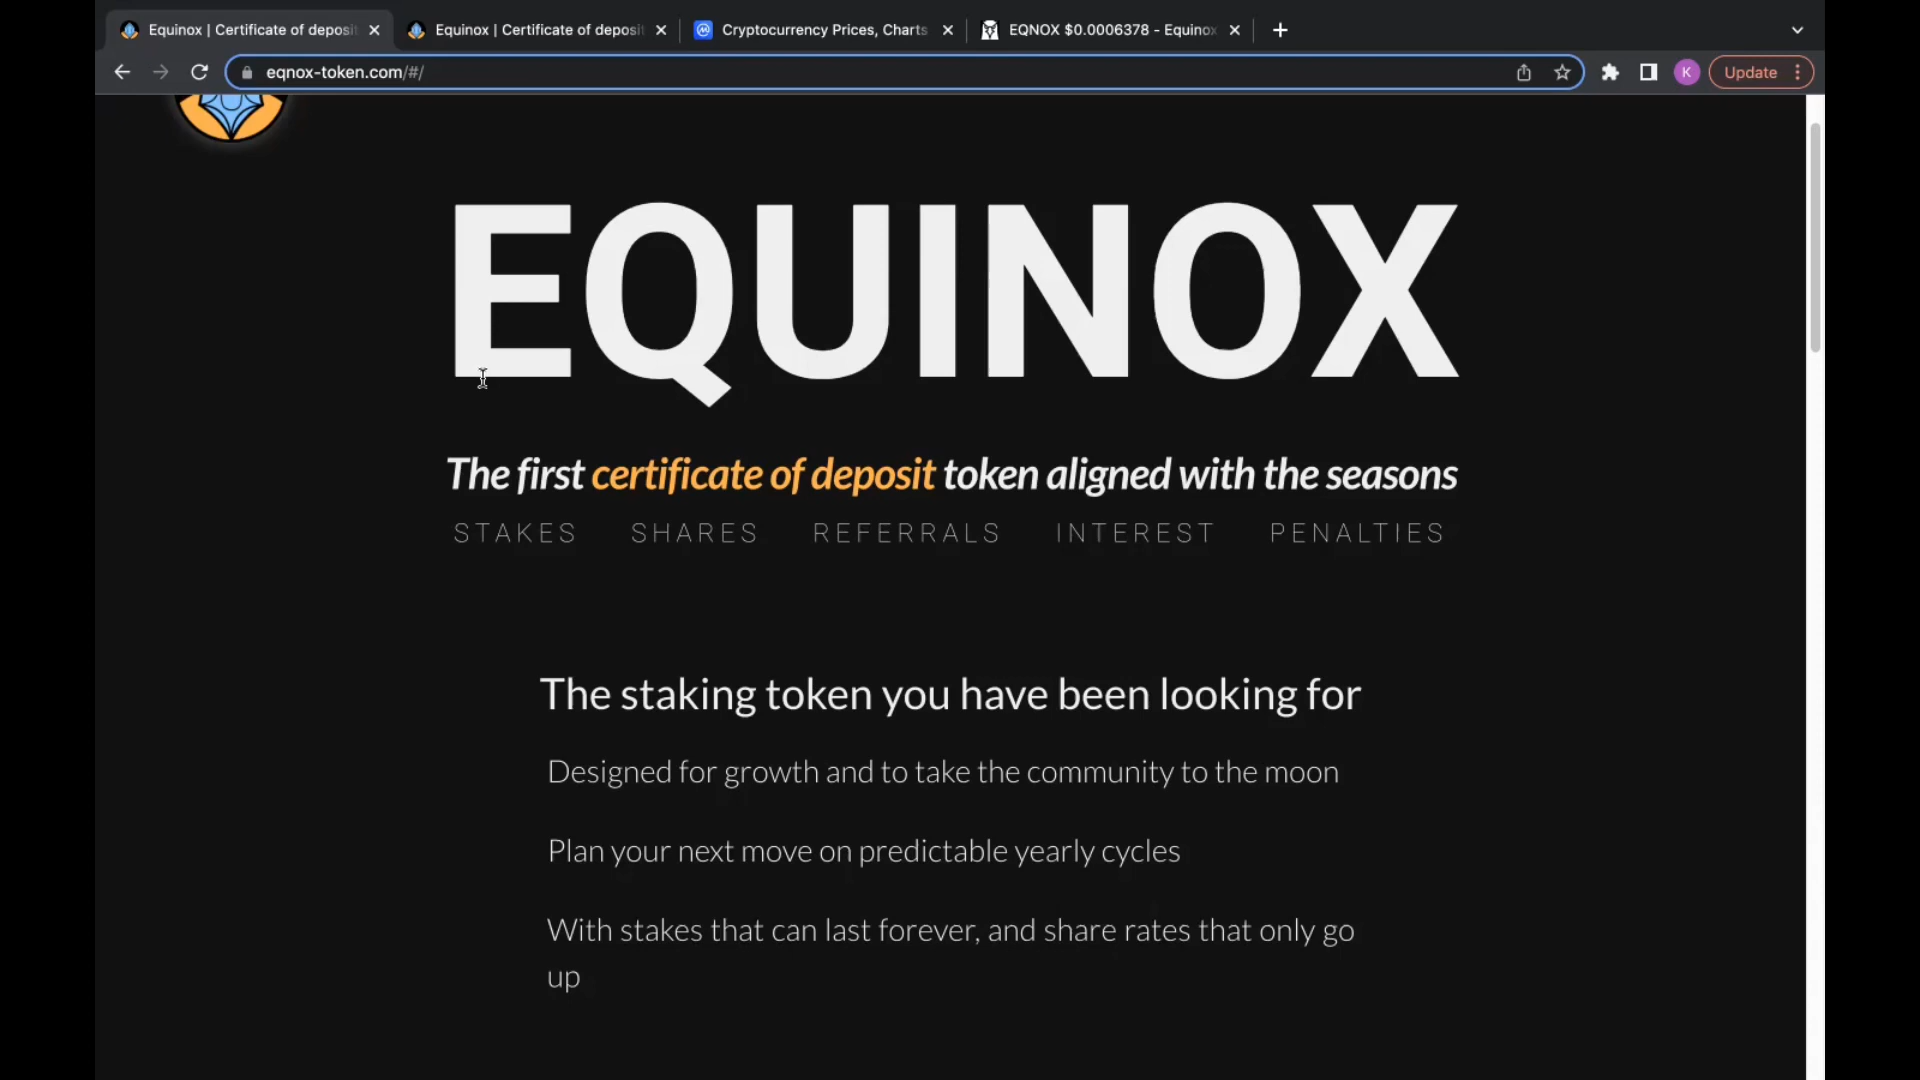 Equinox | Certificate of deposit
Equinox | Certificate of deposit
Cryptocurrency Prices, Charts
EQNOX $0.0006378 - Equinox
eqnox-token.com/#/
K
Update
EQUINOX
The first certificate of deposit token aligned with the seasons
STAKES SHARES REFERRALS INTEREST PENALTIES
The staking token you have been looking for
Designed for growth and to take the community to the moon
Plan your next move on predictable yearly cycles
With stakes that can last forever, and share rates that only go
up